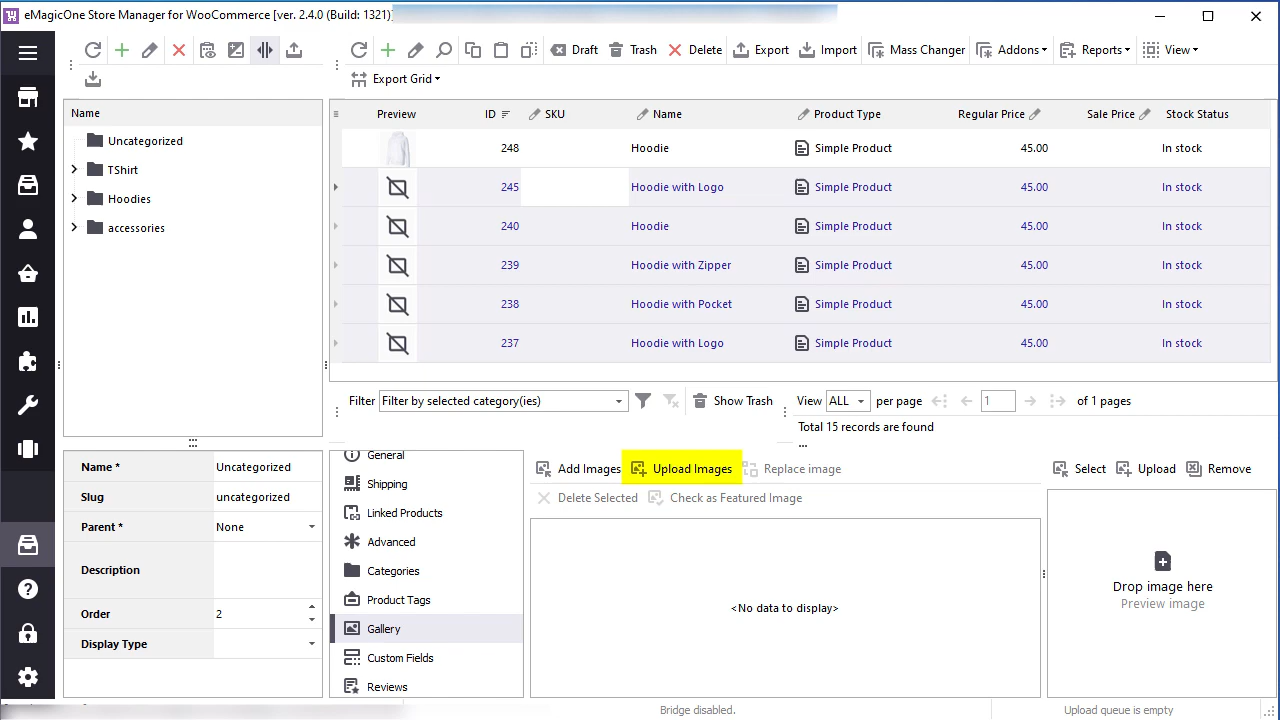 eMagicOne Store Manager for WooCommerce [ver. 2.4.0 (Build: 1321)]
Draft Trash Delete Export Import Mass Changer Addons Reports View
Export Grid
Name
Uncategorized
TShirt
Hoodies
accessories
Preview ID SKU Name Product Type Regular Price Sale Price Stock Status
248 Hoodie Simple Product 45.00 In stock
245 Hoodie with Logo Simple Product 45.00 In stock
240 Hoodie Simple Product 45.00 In stock
239 Hoodie with Zipper Simple Product 45.00 In stock
238 Hoodie with Pocket Simple Product 45.00 In stock
237 Hoodie with Logo Simple Product 45.00 In stock
Filter Filter by selected category(ies) Show Trash View ALL per page 1 of 1 pages
Total 15 records are found
Name * Uncategorized
Slug uncategorized
Parent * None
Description
Order 2
Display Type
General
Shipping
Linked Products
Advanced
Categories
Product Tags
Gallery
Custom Fields
Reviews
Add Images Upload Images Replace image
Delete Selected Check as Featured Image
<No data to display>
Select Upload Remove
Drop image here
Preview image
Bridge disabled. Upload queue is empty